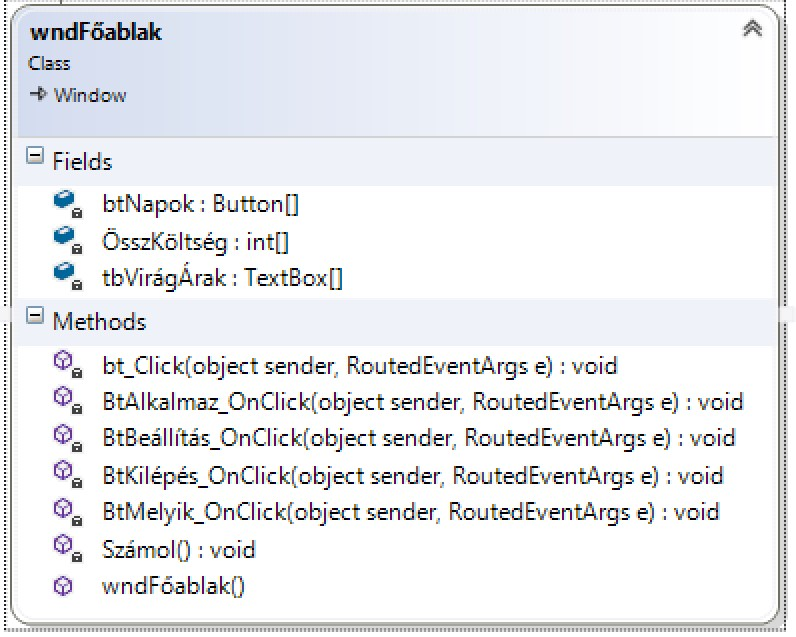 wndFőablak
Class
Window
Fields
btNapok : Button[]
ÖsszKöltség : int[]
tbVirágÁrak : TextBox[]
Methods
bt_Click(object sender, RoutedEventArgs e) : void
BtAlkalmaz_OnClick(object sender, RoutedEventArgs e) : void
BtBeállítás_OnClick(object sender, RoutedEventArgs e) : void
BtKilépés_OnClick(object sender, RoutedEventArgs e) : void
BtMelyik_OnClick(object sender, RoutedEventArgs e) : void
Számol() : void
wndFőablak()